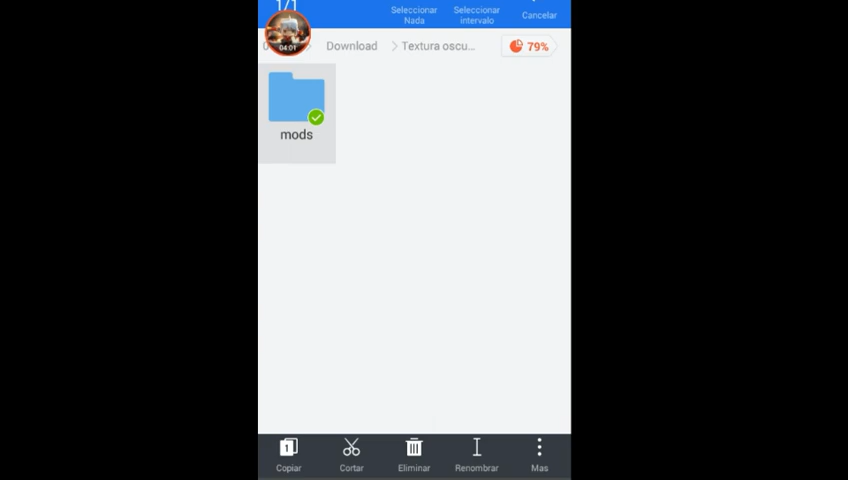 1/1
Seleccionar
Nada
Seleccionar
intervalo
Cancelar
04:01
Download
Textura oscu...
79%
mods
1
Copiar
Cortar
Eliminar
Renombrar
Mas